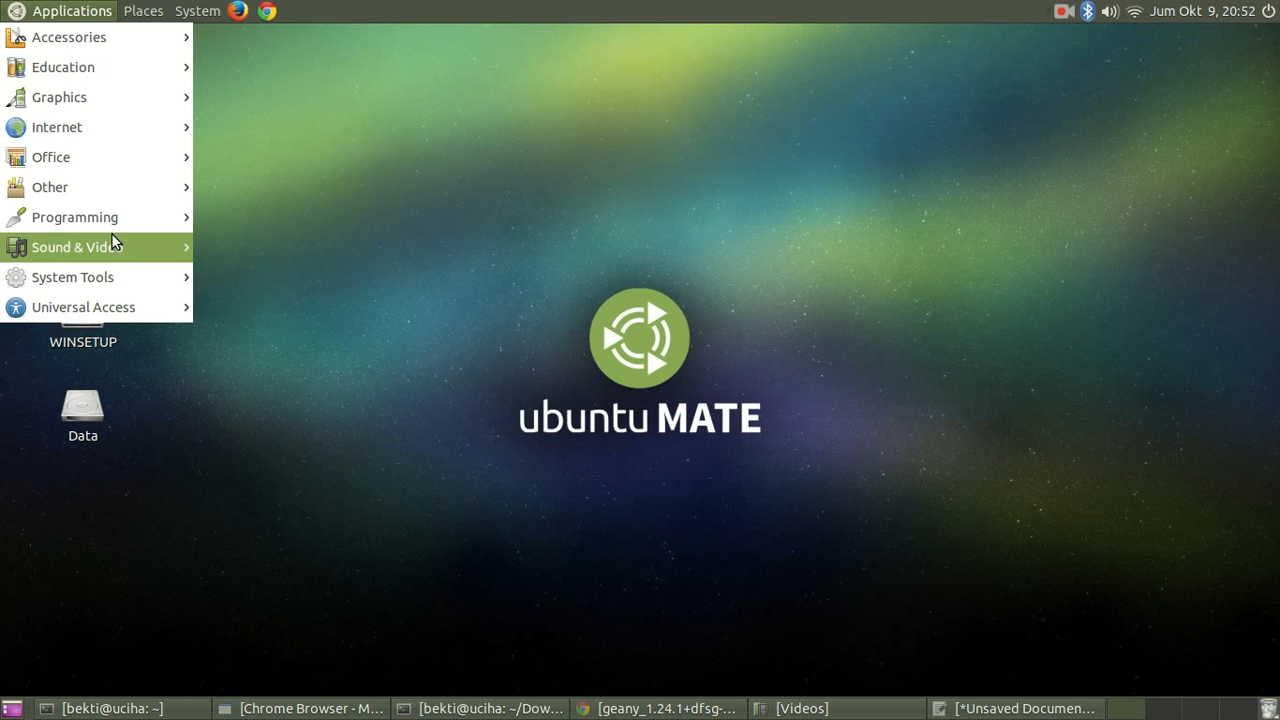 Applications Places System Jum Okt 9, 20:52
Accessories
Education
Graphics
Internet
Office
Other
Programming
Sound & Video
System Tools
Universal Access
WINSETUP
Data
ubuntu MATE
[bekti@uciha: ~] [Chrome Browser - M... [bekti@uciha: ~/Dow... [geany_1.24.1+dfsg-... [Videos] [*Unsaved Documen...